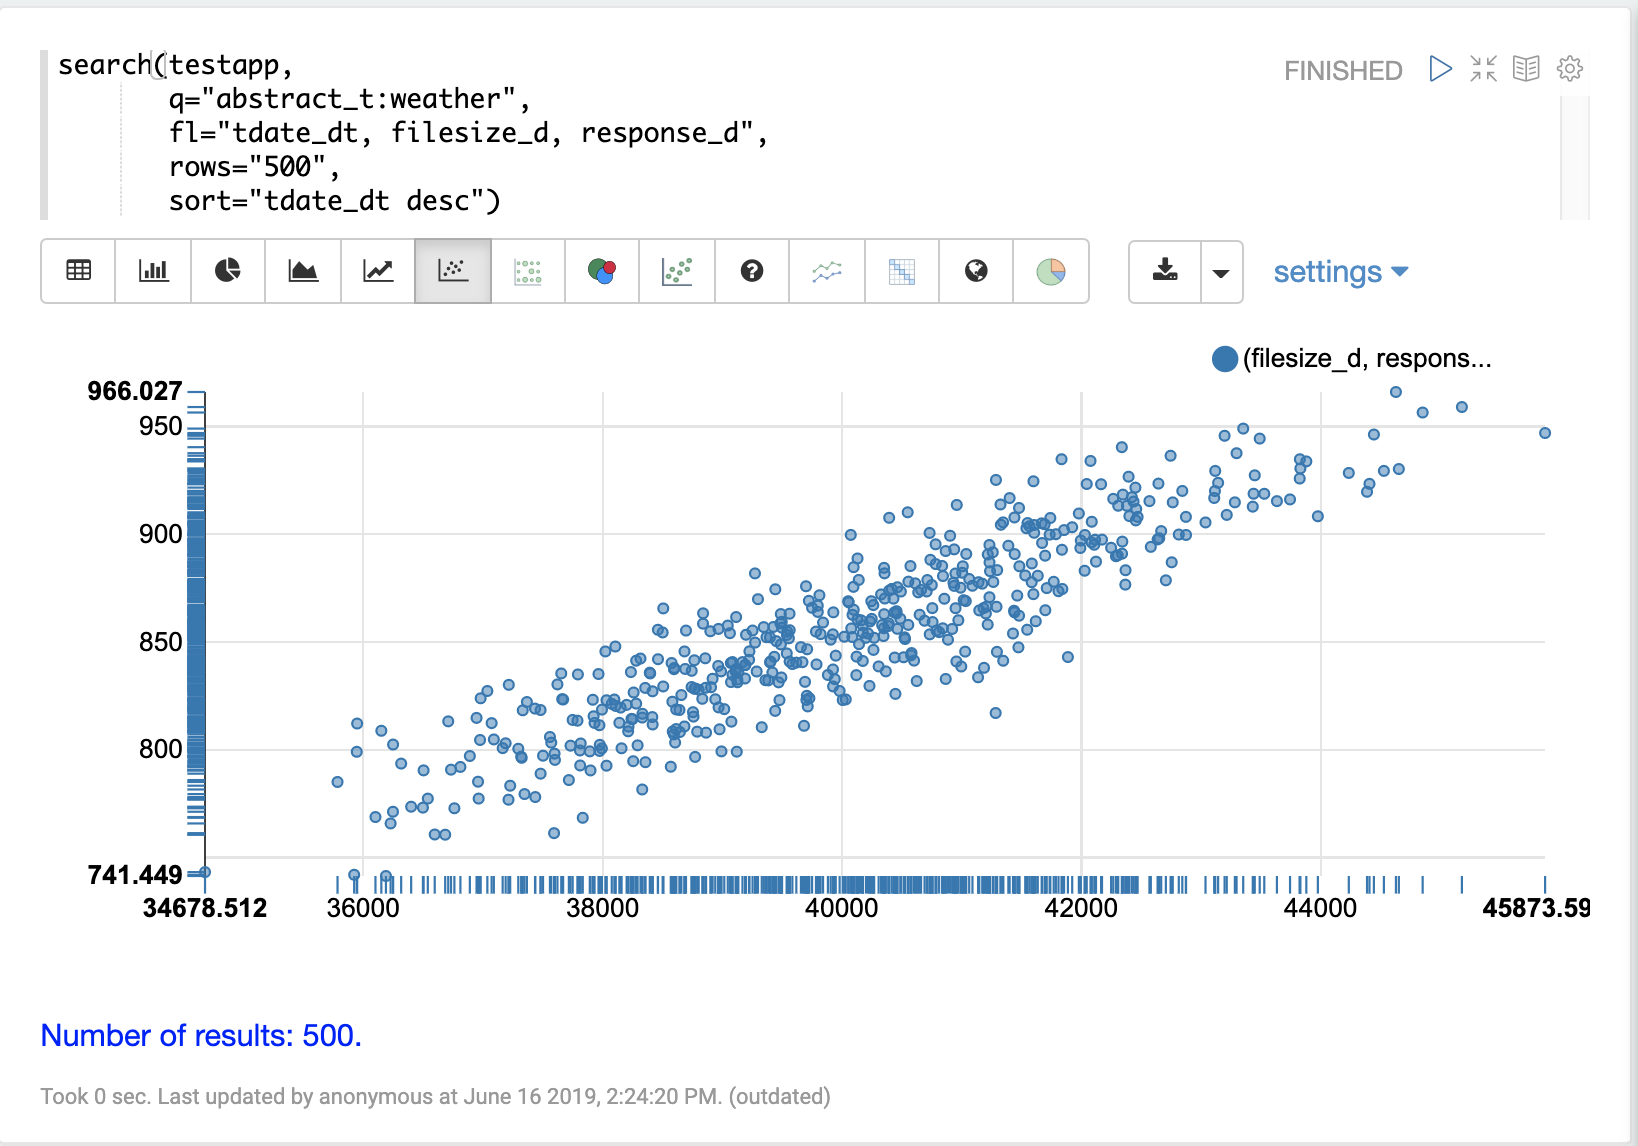 search(testapp,
q="abstract_t:weather",
fl="tdate_dt, filesize_d, response_d",
rows="500",
sort="tdate_dt desc")
FINISHED
settings
(filesize_d, respons...
966.027
950
900
850
800
741.449
34678.512 36000 38000 40000 42000 44000 45873.59
Number of results: 500.
Took 0 sec. Last updated by anonymous at June 16 2019, 2:24:20 PM. (outdated)